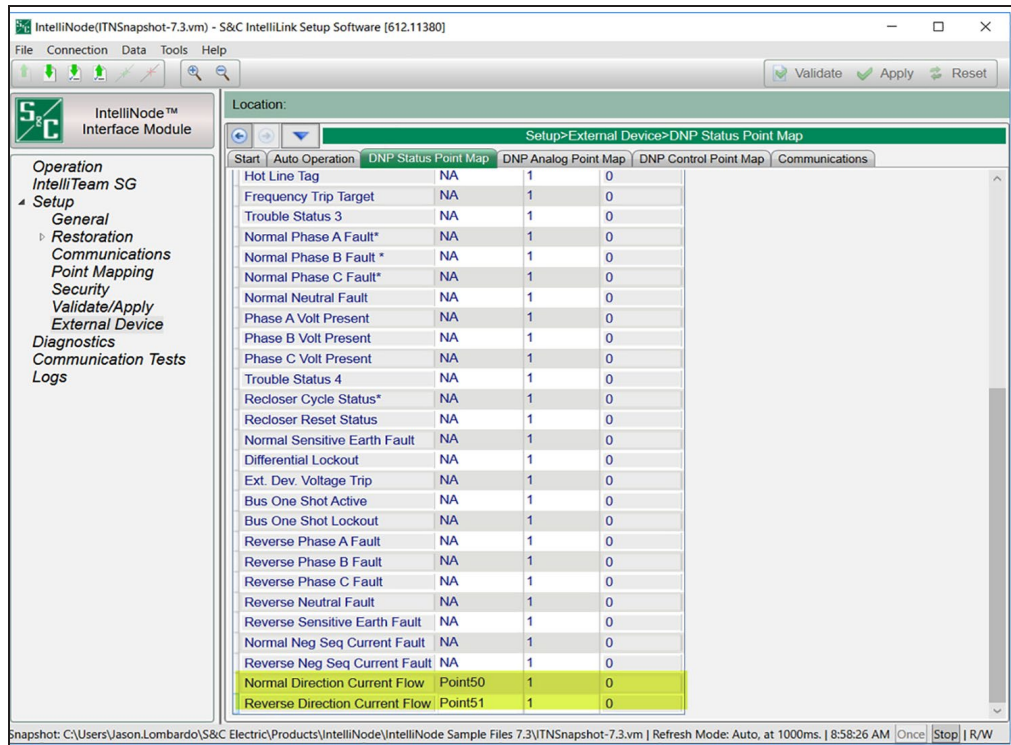 IntelliNode(ITNSnapshot-7.3.vm) - S&C IntelliLink Setup Software [612.11380]
File Connection Data Tools Help
Validate Apply Reset
S&C
IntelliNode™
Interface Module
Location:
Setup>External Device>DNP Status Point Map
Start Auto Operation DNP Status Point Map DNP Analog Point Map DNP Control Point Map Communications
Operation
IntelliTeam SG
Setup
General
Restoration
Communications
Point Mapping
Security
Validate/Apply
External Device
Diagnostics
Communication Tests
Logs
Hot Line Tag NA 1 0
Frequency Trip Target NA 1 0
Trouble Status 3 NA 1 0
Normal Phase A Fault* NA 1 0
Normal Phase B Fault * NA 1 0
Normal Phase C Fault* NA 1 0
Normal Neutral Fault NA 1 0
Phase A Volt Present NA 1 0
Phase B Volt Present NA 1 0
Phase C Volt Present NA 1 0
Trouble Status 4 NA 1 0
Recloser Cycle Status* NA 1 0
Recloser Reset Status NA 1 0
Normal Sensitive Earth Fault NA 1 0
Differential Lockout NA 1 0
Ext. Dev. Voltage Trip NA 1 0
Bus One Shot Active NA 1 0
Bus One Shot Lockout NA 1 0
Reverse Phase A Fault NA 1 0
Reverse Phase B Fault NA 1 0
Reverse Phase C Fault NA 1 0
Reverse Neutral Fault NA 1 0
Reverse Sensitive Earth Fault NA 1 0
Normal Neg Seq Current Fault NA 1 0
Reverse Neg Seq Current Fault NA 1 0
Normal Direction Current Flow Point50 1 0
Reverse Direction Current Flow Point51 1 0
Snapshot: C:\Users\Jason.Lombardo\S&C Electric\Products\IntelliNode\IntelliNode Sample Files 7.3\ITNSnapshot-7.3.vm | Refresh Mode: Auto, at 1000ms. | 8:58:26 AM Once Stop | R/W